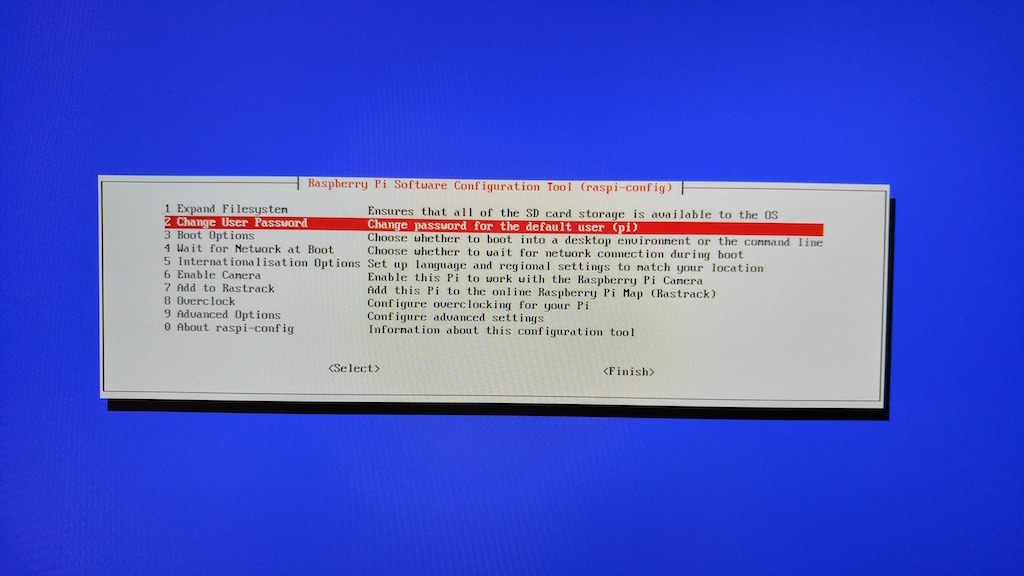 Raspberry Pi Software Configuration Tool (raspi-config)
1 Expand Filesystem Ensures that all of the SD card storage is available to the OS
2 Change User Password Change password for the default user (pi)
3 Boot Options Choose whether to boot into a desktop environment or the command line
4 Wait for Network at Boot Choose whether to wait for network connection during boot
5 Internationalisation Options Set up language and regional settings to match your location
6 Enable Camera Enable this Pi to work with the Raspberry Pi Camera
7 Add to Rastrack Add this Pi to the online Raspberry Pi Map (Rastrack)
8 Overclock Configure overclocking for your Pi
9 Advanced Options Configure advanced settings
0 About raspi-config Information about this configuration tool
<Select> <Finish>